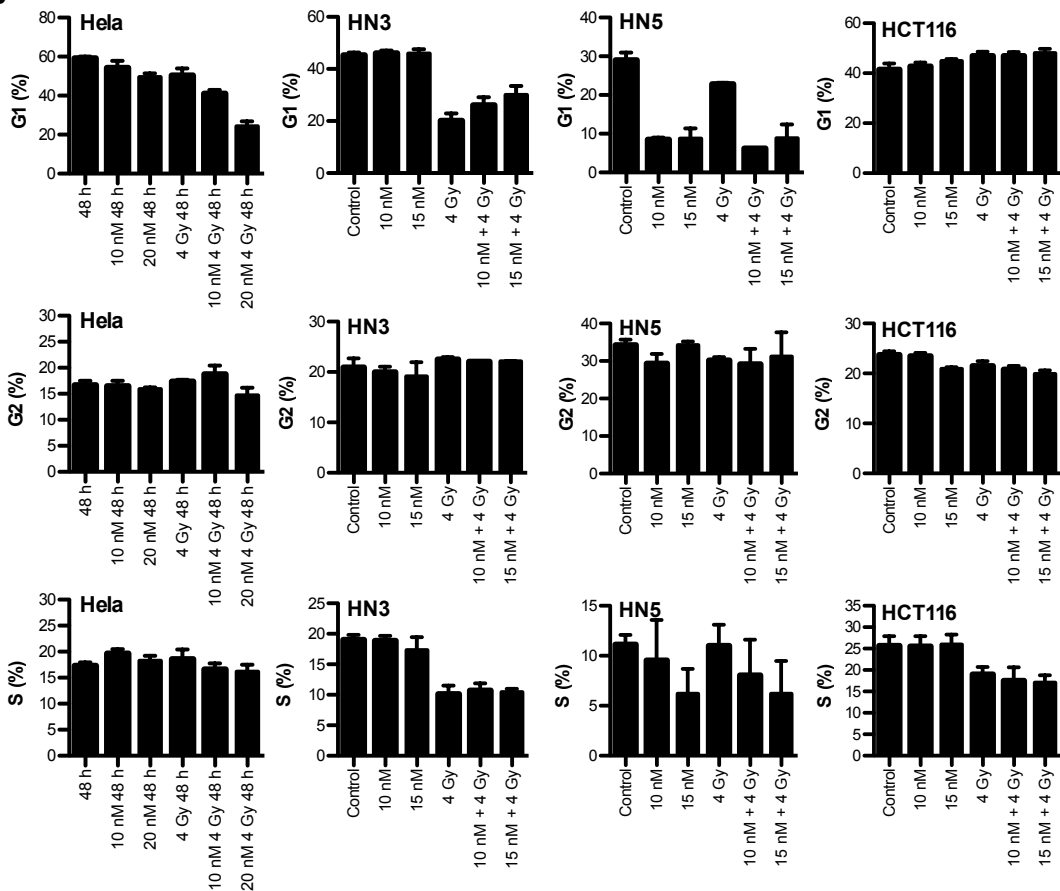 Hela
G1 (%)
80
60
40
20
0
48 h
10 nM 48 h
20 nM 48 h
4 Gy 48 h
10 nM 4 Gy 48 h
20 nM 4 Gy 48 h
HN3
G1 (%)
60
40
20
0
Control
10 nM
15 nM
4 Gy
10 nM + 4 Gy
15 nM + 4 Gy
HN5
G1 (%)
40
30
20
10
0
Control
10 nM
15 nM
4 Gy
10 nM + 4 Gy
15 nM + 4 Gy
HCT116
G1 (%)
60
40
20
0
Control
10 nM
15 nM
4 Gy
10 nM + 4 Gy
15 nM + 4 Gy
Hela
G2 (%)
30
25
20
15
10
5
0
48 h
10 nM 48 h
20 nM 48 h
4 Gy 48 h
10 nM 4 Gy 48 h
20 nM 4 Gy 48 h
HN3
G2 (%)
30
20
10
0
Control
10 nM
15 nM
4 Gy
10 nM + 4 Gy
15 nM + 4 Gy
HN5
G2 (%)
40
30
20
10
0
Control
10 nM
15 nM
4 Gy
10 nM + 4 Gy
15 nM + 4 Gy
HCT116
G2 (%)
30
20
10
0
Control
10 nM
15 nM
4 Gy
10 nM + 4 Gy
15 nM + 4 Gy
Hela
S (%)
30
25
20
15
10
5
0
48 h
10 nM 48 h
20 nM 48 h
4 Gy 48 h
10 nM 4 Gy 48 h
20 nM 4 Gy 48 h
HN3
S (%)
25
20
15
10
5
0
Control
10 nM
15 nM
4 Gy
10 nM + 4 Gy
15 nM + 4 Gy
HN5
S (%)
15
10
5
0
Control
10 nM
15 nM
4 Gy
10 nM + 4 Gy
15 nM + 4 Gy
HCT116
S (%)
35
30
25
20
15
10
5
0
Control
10 nM
15 nM
4 Gy
10 nM + 4 Gy
15 nM + 4 Gy